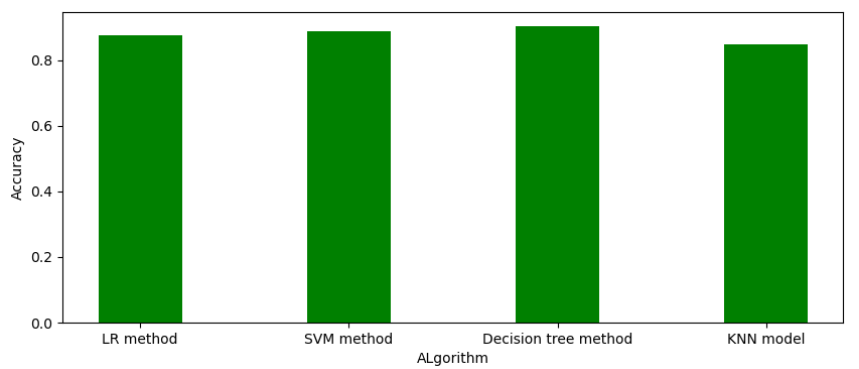 Accuracy
0.8
0.6
0.4
0.2
0.0
LR method
SVM method
Decision tree method
KNN model
ALgorithm